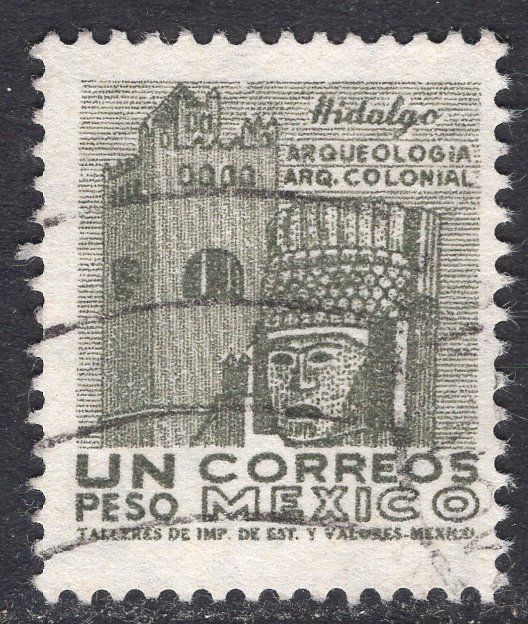 Hidalgo
ARQUEOLOGIA
ARQ. COLONIAL
UN CORREOS
PESO MEXICO
TALLERES DE IMP. DE EST. Y VALORES-MEXICO.